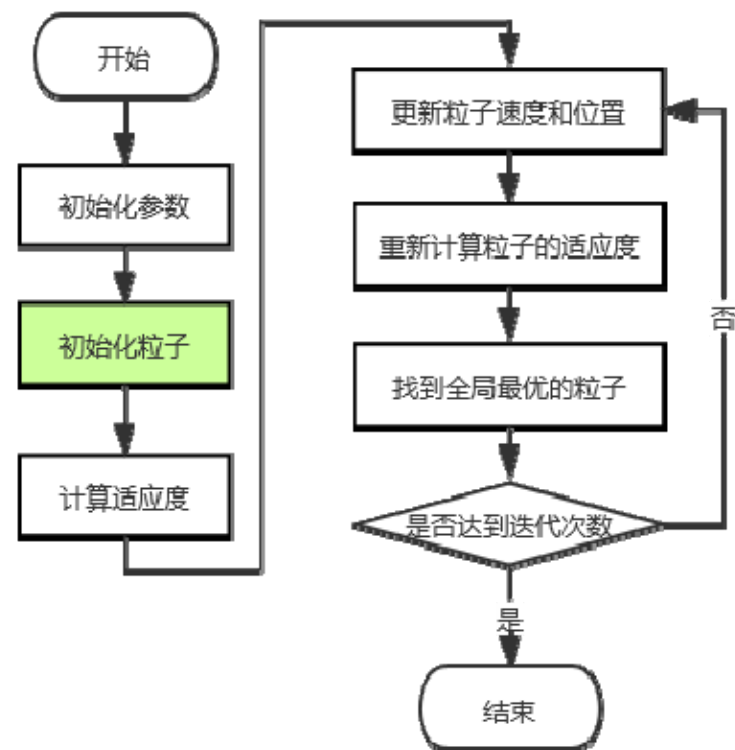 开始
初始化参数
初始化粒子
计算适应度
更新粒子速度和位置
重新计算粒子的适应度
找到全局最优的粒子
是否达到迭代次数
否
是
结束